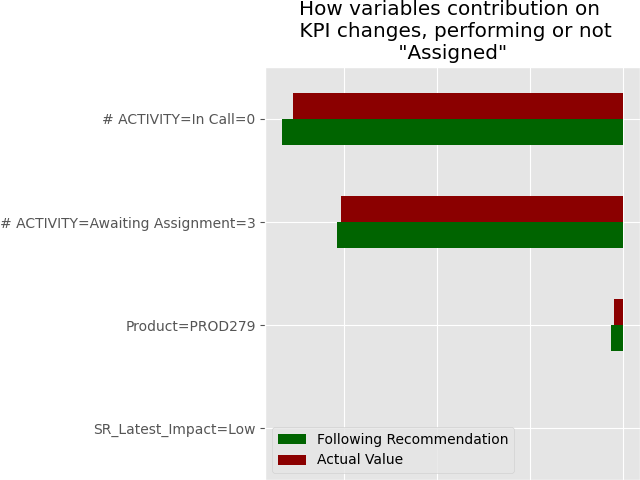 How variables contribution on
KPI changes, performing or not
"Assigned"
# ACTIVITY=In Call=0
# ACTIVITY=Awaiting Assignment=3
Product=PROD279
SR_Latest_Impact=Low
Following Recommendation
Actual Value